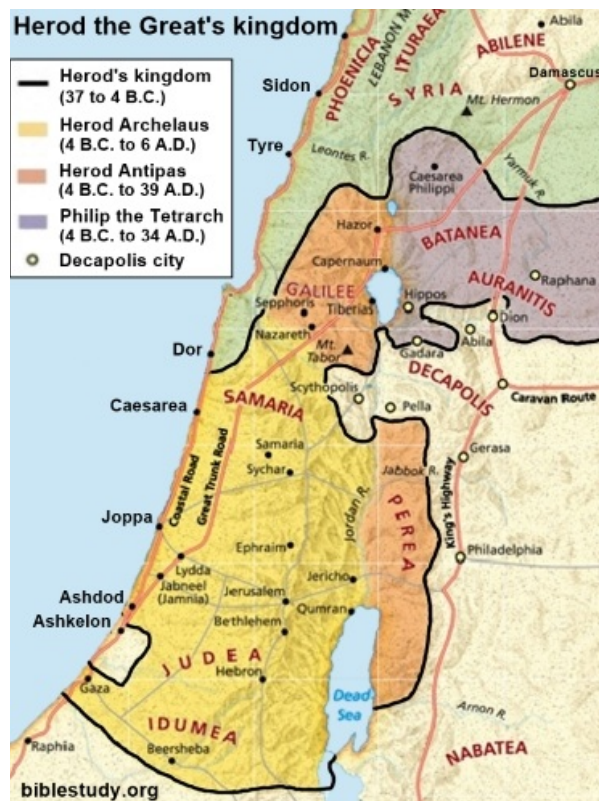 Herod the Great's kingdom
Herod's kingdom
(37 to 4 B.C.)
Herod Archelaus
(4 B.C. to 6 A.D.)
Herod Antipas
(4 B.C. to 39 A.D.)
Philip the Tetrarch
(4 B.C. to 34 A.D.)
Decapolis city
PHOENICIA
LEBANON M.
ITURAEA
Abila
ABILENE
Damascus
Sidon
SYRIA
Mt. Hermon
Tyre
Leontes R.
Yarmuk R.
Caesarea
Philippi
Hazor
BATANEA
Capernaum
AURANITIS
Raphana
GALILEE
Hippos
Sepphoris
Tiberias
Dion
Nazareth
Abila
Mt.
Tabor
Gadara
Dor
DECAPOLIS
Scythopolis
Caravan Route
SAMARIA
Pella
Caesarea
Samaria
Gerasa
Sychar
Jabbok R.
Coastal Road
Great Trunk Road
Jordan R.
PEREA
King's Highway
Joppa
Ephraim
Philadelphia
Lydda
Jericho
Jabneel
(Jamnia)
Jerusalem
Ashdod
Qumran
Ashkelon
Bethlehem
JUDEA
Hebron
Gaza
Dead
Sea
Arnon R.
IDUMEA
Raphia
Beersheba
NABATEA
biblestudy.org